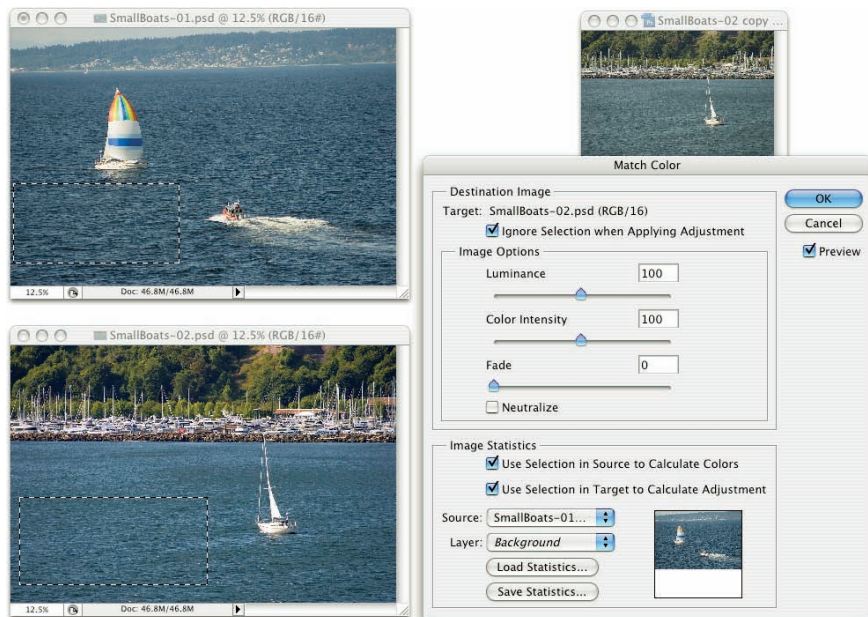 SmallBoats-01.psd @ 12.5% (RGB/16#)
12.5%
Doc: 46.8M/46.8M
SmallBoats-02 copy ...
SmallBoats-02.psd @ 12.5% (RGB/16#)
12.5%
Doc: 46.8M/46.8M
Match Color
Destination Image
Target: SmallBoats-02.psd (RGB/16)
Ignore Selection when Applying Adjustment
Image Options
Luminance 100
Color Intensity 100
Fade 0
Neutralize
OK
Cancel
Preview
Image Statistics
Use Selection in Source to Calculate Colors
Use Selection in Target to Calculate Adjustment
Source: SmallBoats-01...
Layer: Background
Load Statistics...
Save Statistics...